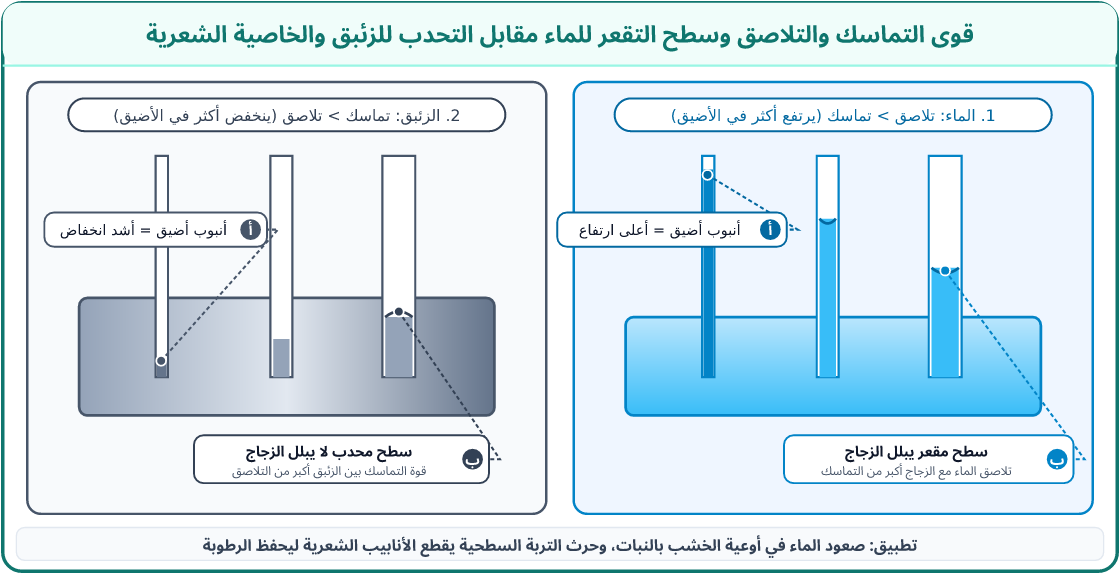 قوى التماسك والتلاصق وسطح التقعر للماء مقابل التحدب للزئبق والخاصية الشعرية
1. الماء: تلاصق > تماسك (يرتفع أكثر في الأضيق)
أ
أنبوب أضيق = أعلى ارتفاع
ب
سطح مقعر يبلل الزجاج
تلاصق الماء مع الزجاج أكبر من التماسك
2. الزئبق: تماسك > تلاصق (ينخفض أكثر في الأضيق)
أ
أنبوب أضيق = أشد انخفاض
ب
سطح محدب لا يبلل الزجاج
قوة التماسك بين الزئبق أكبر من التلاصق
تطبيق: صعود الماء في أوعية الخشب بالنبات، وحرث التربة السطحية يقطع الأنابيب الشعرية ليحفظ الرطوبة